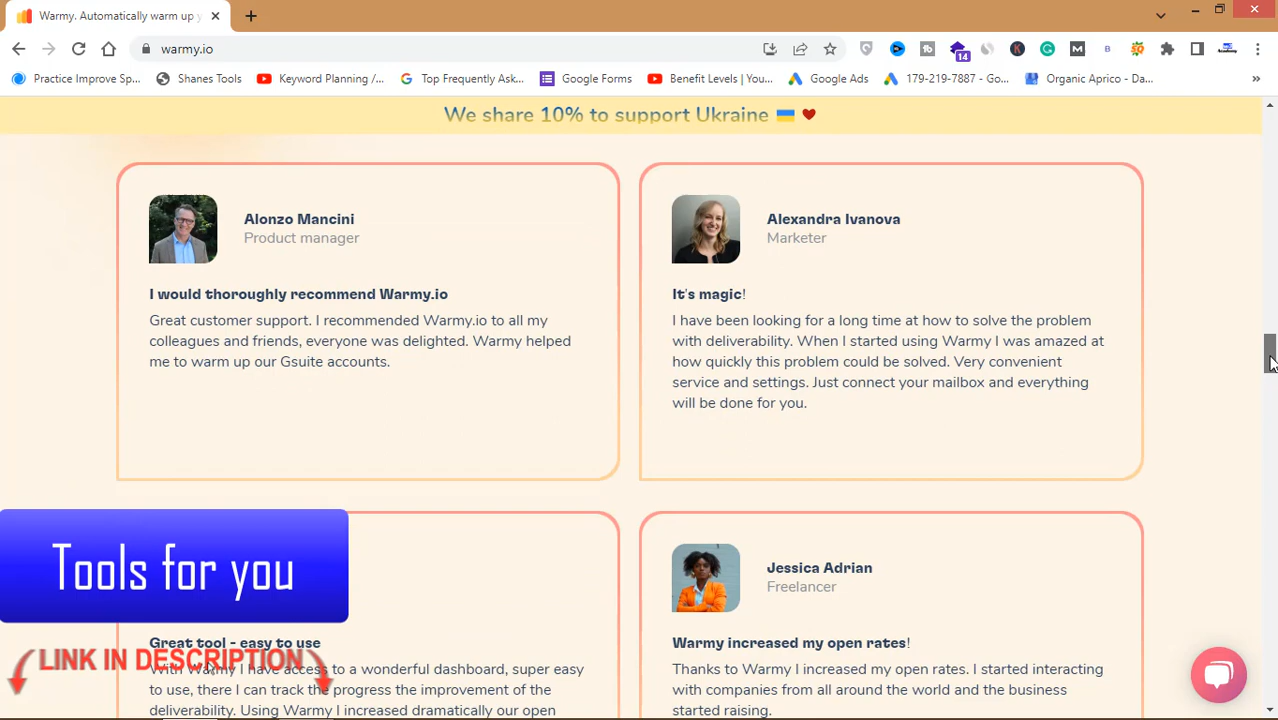 Warmy. Automatically warm up y
warmy.io
14
Practice Improve Sp...
Shanes Tools
Keyword Planning /...
Top Frequently Ask...
Google Forms
Benefit Levels | You...
Google Ads
179-219-7887 - Go...
Organic Aprico - Da...
We share 10% to support Ukraine
Alonzo Mancini
Product manager
I would thoroughly recommend Warmy.io
Great customer support. I recommended Warmy.io to all my
colleagues and friends, everyone was delighted. Warmy helped
me to warm up our Gsuite accounts.
Alexandra Ivanova
Marketer
It's magic!
I have been looking for a long time at how to solve the problem
with deliverability. When I started using Warmy I was amazed at
how quickly this problem could be solved. Very convenient
service and settings. Just connect your mailbox and everything
will be done for you.
Tools for you
LINK IN DESCRIPTION
Great tool - easy to use
With Warmy I have access to a wonderful dashboard, super easy
to use, there I can track the progress the improvement of the
deliverability. Using Warmy I increased dramatically our open
Jessica Adrian
Freelancer
Warmy increased my open rates!
Thanks to Warmy I increased my open rates. I started interacting
with companies from all around the world and the business
started raising.